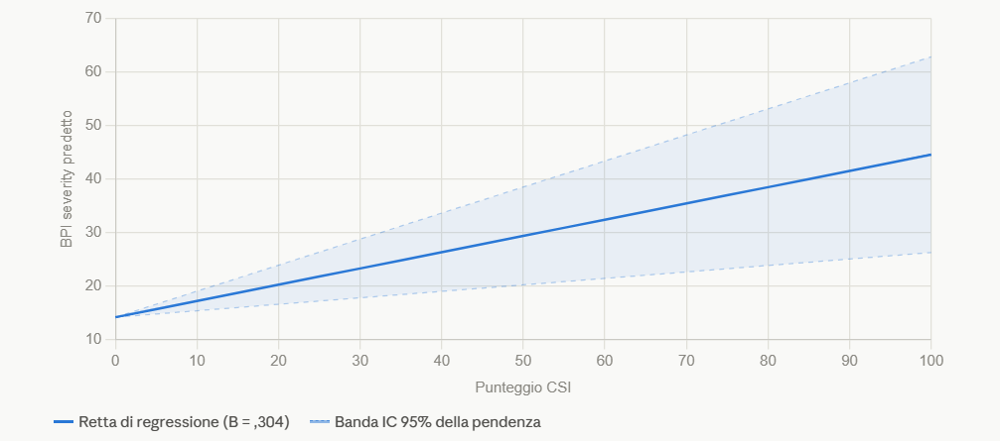 70
60
50
40
30
20
10
BPI severity predetto
0 10 20 30 40 50 60 70 80 90 100
Punteggio CSI
Retta di regressione (B = ,304) Banda IC 95% della pendenza